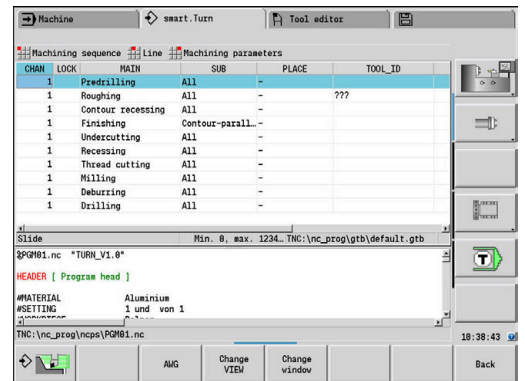 Machine smart.Turn Tool editor
Machining sequence Line Machining parameters
CHAN LOCK MAIN SUB PLACE TOOL_ID
1 Predrilling All -
1 Roughing All - ???
1 Contour recessing All -
1 Finishing Contour-parall… -
1 Undercutting All -
1 Recessing All -
1 Thread cutting All -
1 Milling All -
1 Deburring All -
1 Drilling All -
Slide Min. 0, max. 1234… TNC:\nc_prog\gtb\default.gtb
%PGM01.nc "TURN_V1.0"
HEADER [ Program head ]
#MATERIAL Aluminium
#SETTING 1 und von 1
TNC:\nc_prog\ncps\PGM01.nc
T
10:38:43
AWG
Change VIEW
Change window
Back